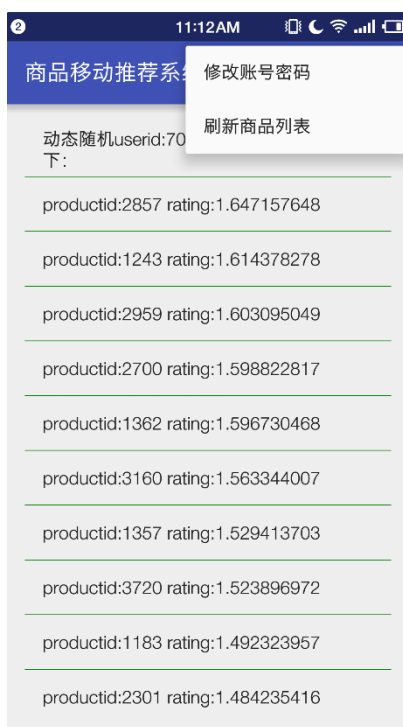 2
11:12AM
商品移动推荐系
修改账号密码
刷新商品列表
动态随机userid:70
下:
productid:2857 rating:1.647157648
productid:1243 rating:1.614378278
productid:2959 rating:1.603095049
productid:2700 rating:1.598822817
productid:1362 rating:1.596730468
productid:3160 rating:1.563344007
productid:1357 rating:1.529413703
productid:3720 rating:1.523896972
productid:1183 rating:1.492323957
productid:2301 rating:1.484235416